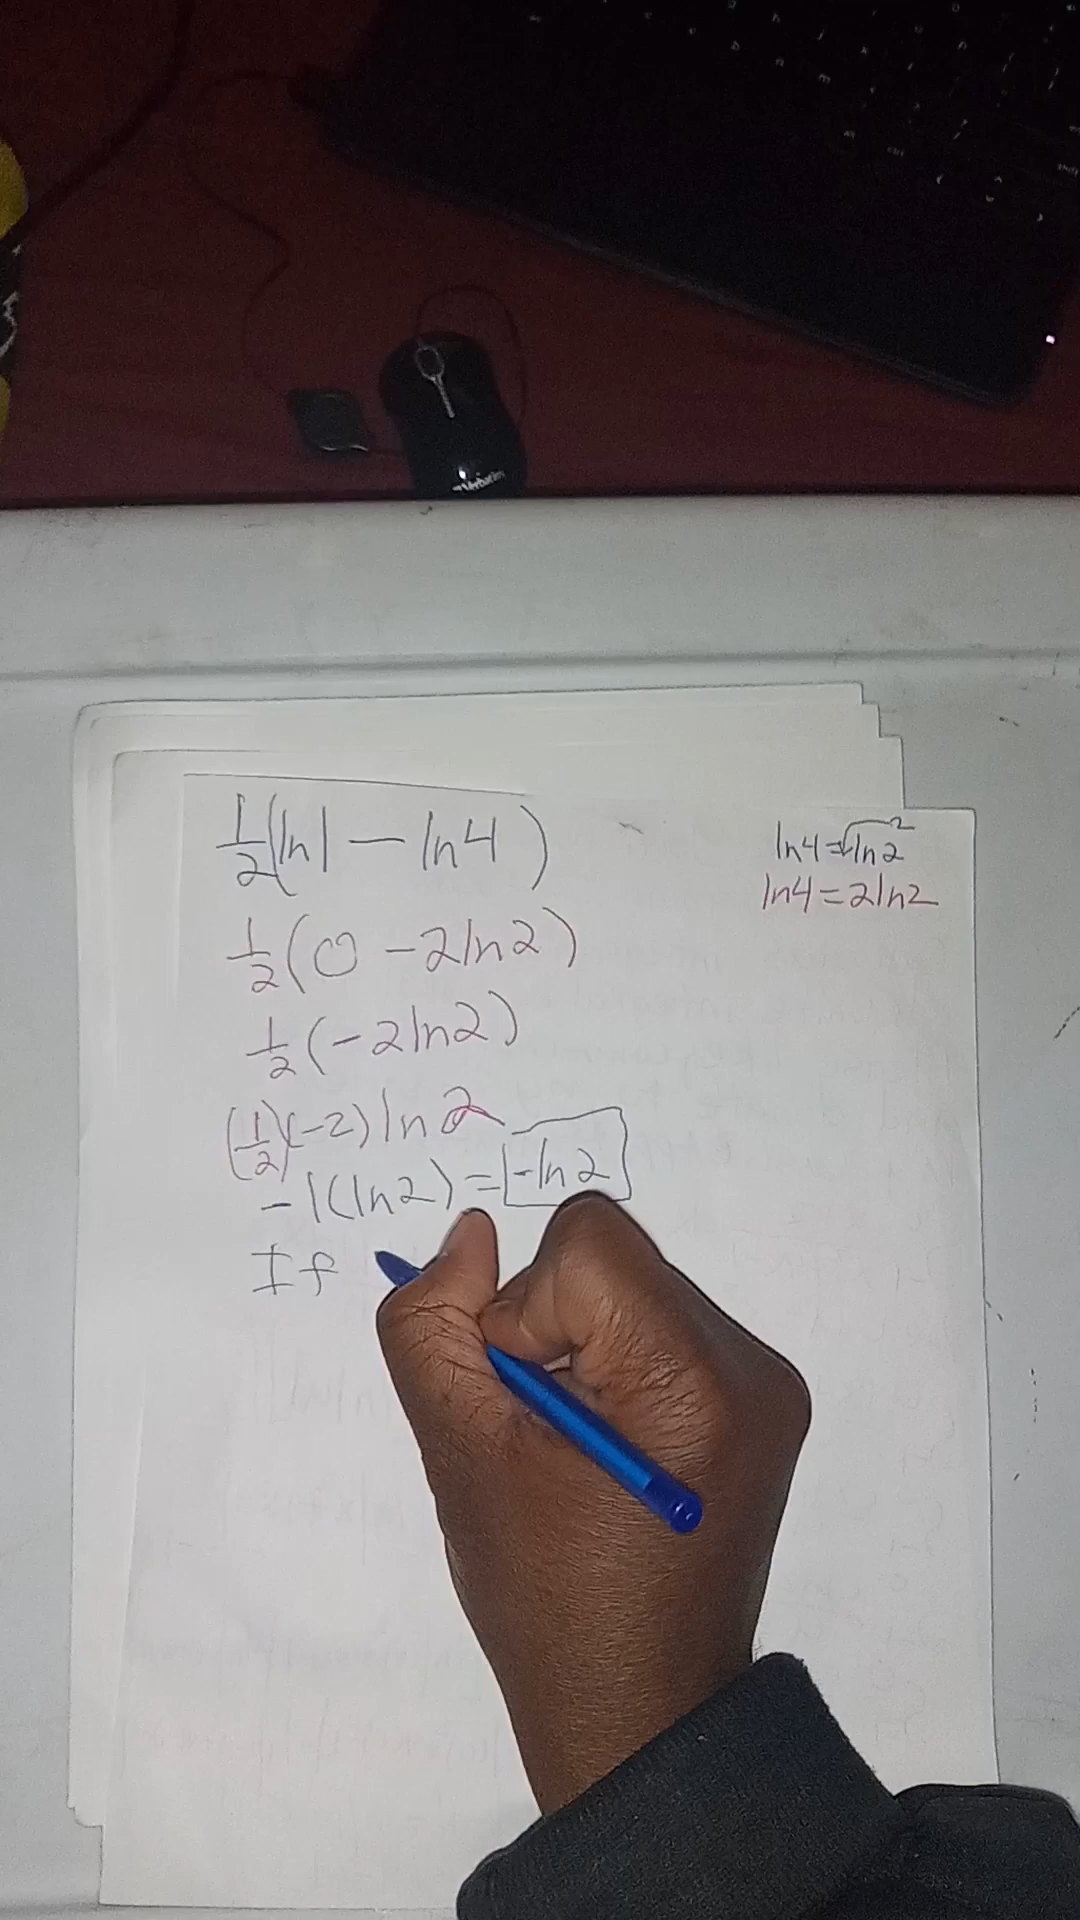 Verbatim
1/2(ln1 - ln4)
ln4=√ln2²
ln4=2ln2
1/2(0 - 2ln2)
1/2(-2ln2)
(1/2)(-2)ln2
-1(ln2)=-ln2
If